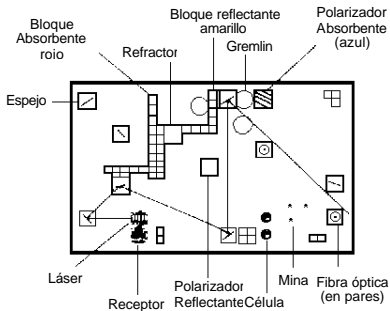 Bloque
Absorbente
roio
Bloque reflectante
amarillo
Polarizador
Absorbente
(azul)
Refractor
Gremlin
Espejo
Láser
Receptor
Polarizador
Reflectante
Célula
Mina
Fibra óptica
(en pares)